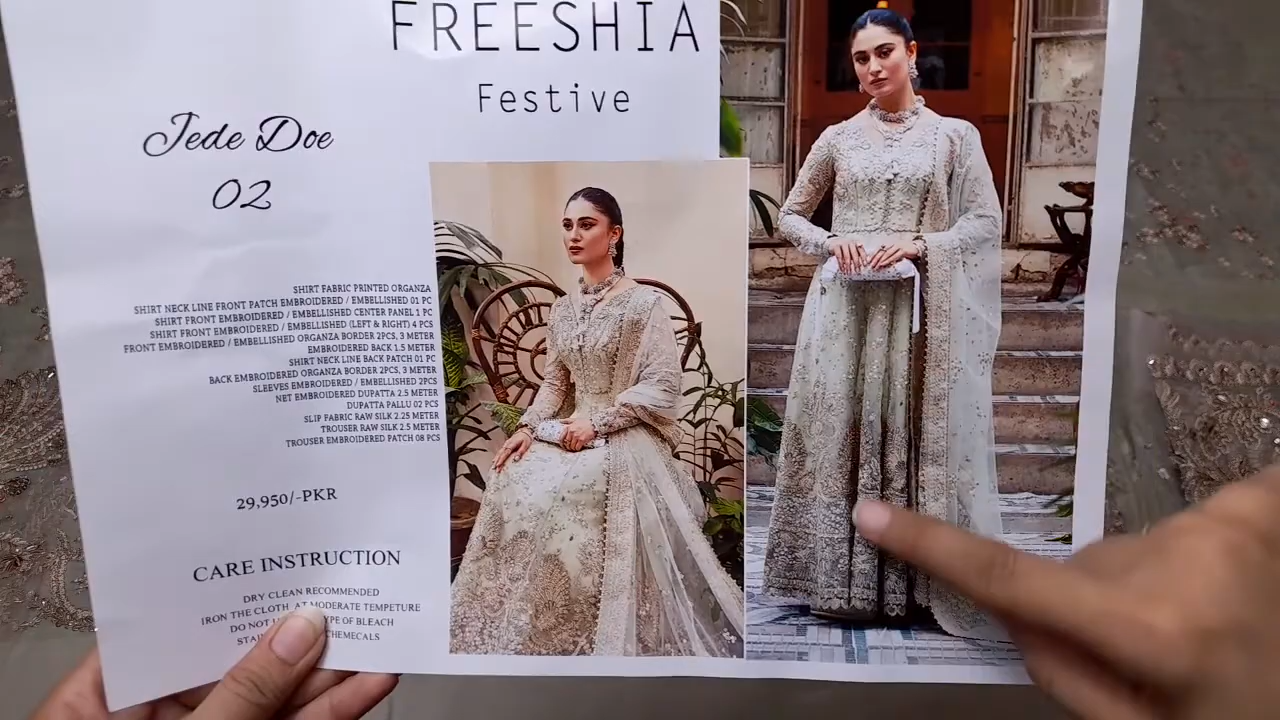 FREESHIA
Festive
Jede Doe
02
SHIRT FABRIC PRINTED ORGANZA
SHIRT NECK LINE FRONT PATCH EMBROIDERED / EMBELLISHED 01 PC
SHIRT FRONT EMBROIDERED / EMBELLISHED CENTER PANEL 1 PC
SHIRT FRONT EMBROIDERED / EMBELLISHED (LEFT & RIGHT) 4 PCS
FRONT EMBROIDERED / EMBELLISHED ORGANZA BORDER 2PCS, 3 METER
EMBROIDERED BACK 1.5 METER
SHIRT NECK LINE BACK PATCH 01 PC
BACK EMBROIDERED ORGANZA BORDER 2PCS, 3 METER
SLEEVES EMBROIDERED / EMBELLISHED 2PCS
NET EMBROIDERED DUPATTA 2.5 METER
DUPATTA PALLU 02 PCS
SLIP FABRIC RAW SILK 2.25 METER
TROUSER RAW SILK 2.5 METER
TROUSER EMBROIDERED PATCH 08 PCS
29,950/-PKR
CARE INSTRUCTION
DRY CLEAN RECOMMENDED
IRON THE CLOTH AT MODERATE TEMPETURE
DO NOT OF BLEACH
CHEMECALS